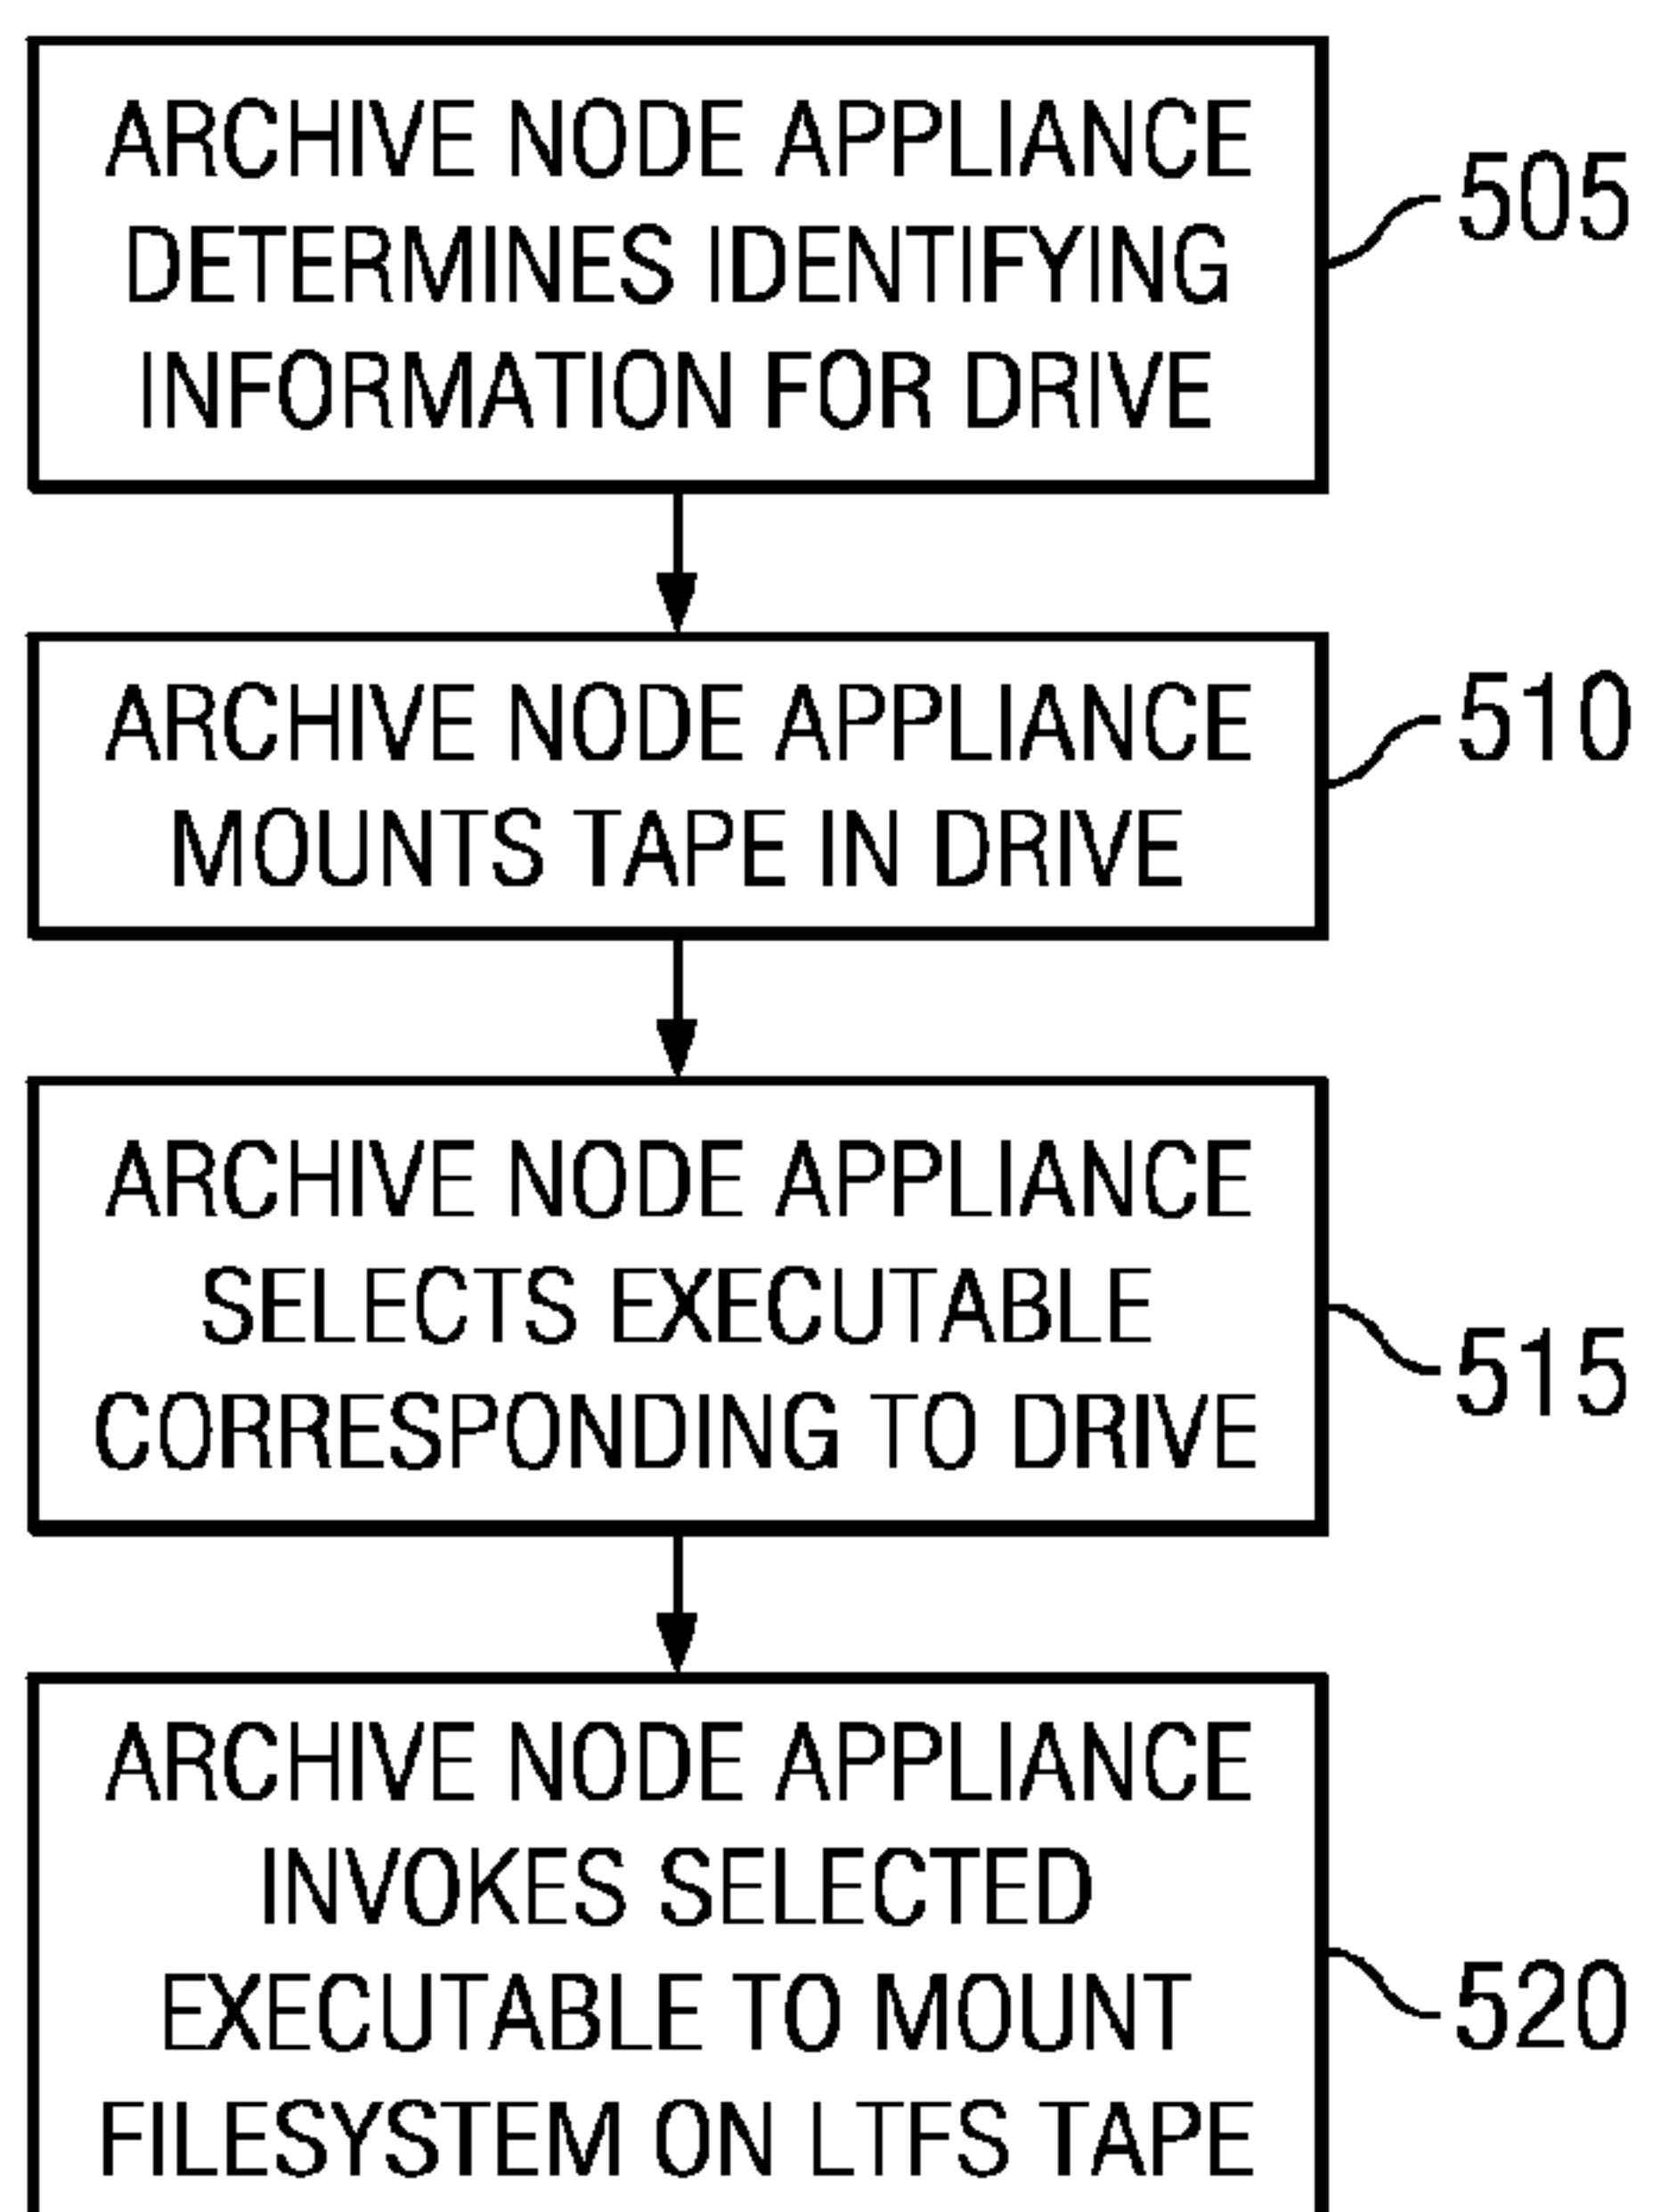 ARCHIVE NODE APPLIANCE
DETERMINES IDENTIFYING
INFORMATION FOR DRIVE
505
ARCHIVE NODE APPLIANCE
MOUNTS TAPE IN DRIVE
510
ARCHIVE NODE APPLIANCE
SELECTS EXECUTABLE
CORRESPONDING TO DRIVE
515
ARCHIVE NODE APPLIANCE
INVOKES SELECTED
EXECUTABLE TO MOUNT
FILESYSTEM ON LTFS TAPE
520